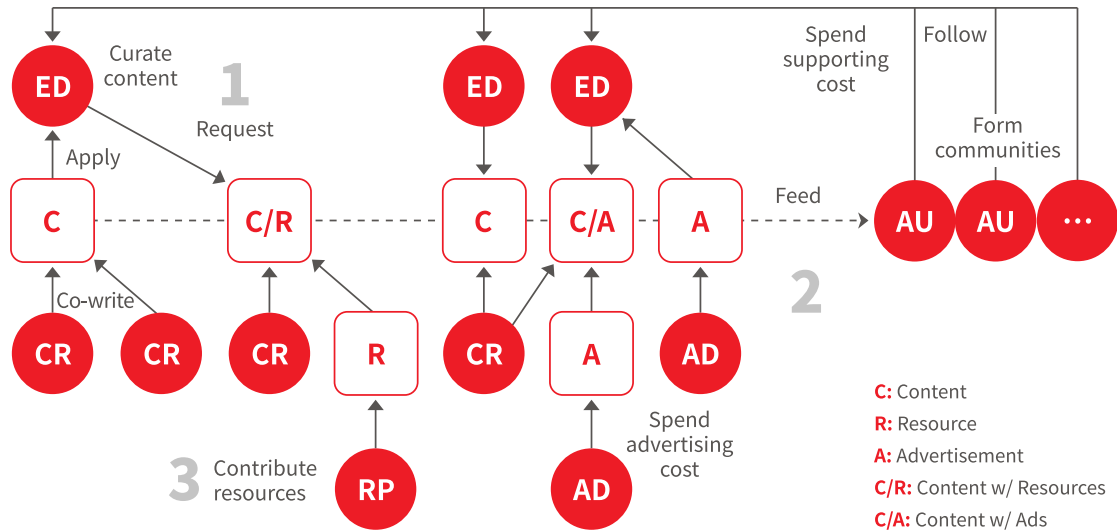 Curate
content
1
Request
ED
ED
ED
Spend
supporting
cost
Follow
Form
communities
Apply
C
C/R
C
C/A
A
Feed
AU
AU
...
2
Co-write
CR
CR
CR
R
CR
A
AD
3
Contribute
resources
RP
AD
Spend
advertising
cost
C: Content
R: Resource
A: Advertisement
C/R: Content w/ Resources
C/A: Content w/ Ads